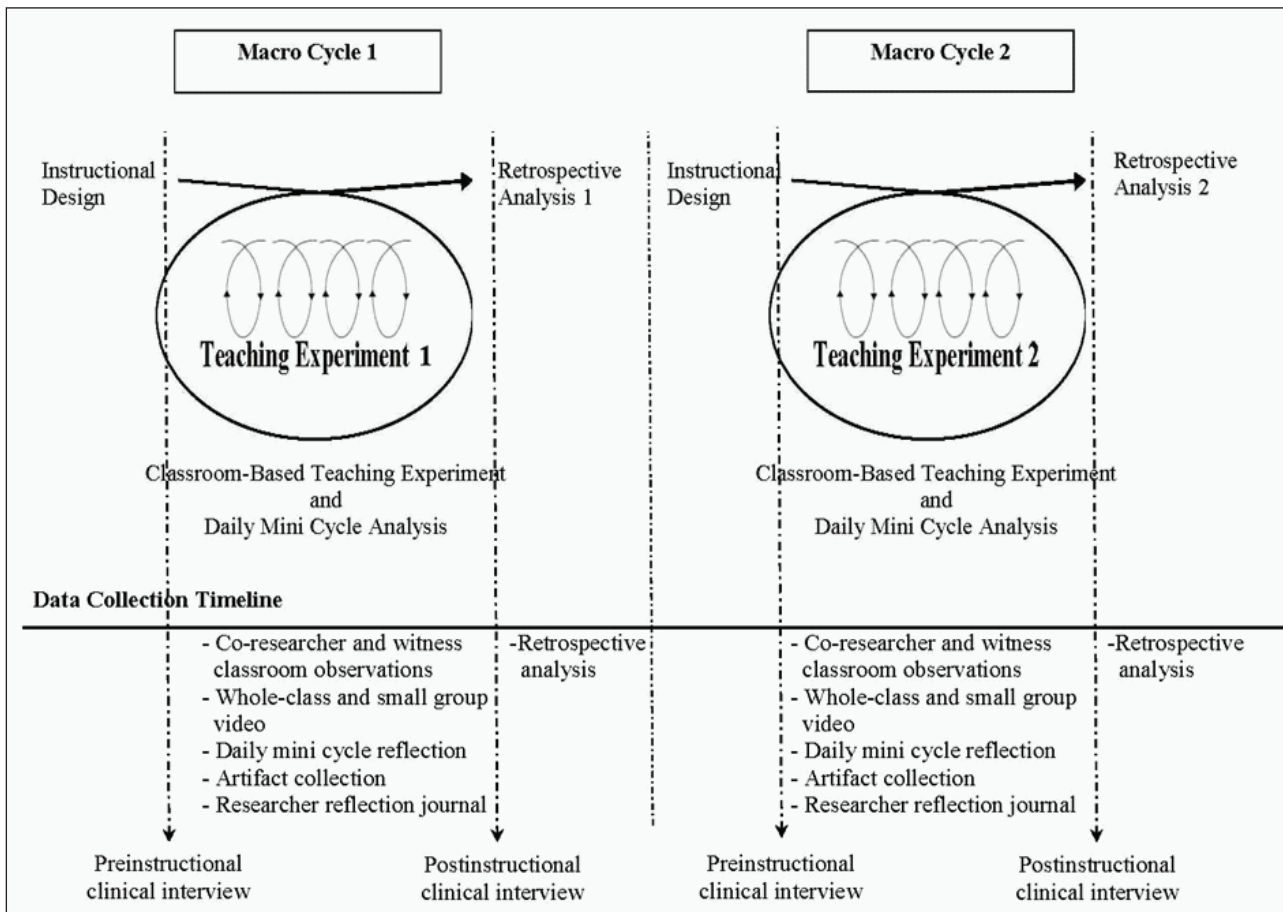 Macro Cycle 1
Macro Cycle 2
Instructional
Design
Retrospective
Analysis 1
Instructional
Design
Retrospective
Analysis 2
Teaching Experiment 1
Teaching Experiment 2
Classroom-Based Teaching Experiment
and
Daily Mini Cycle Analysis
Classroom-Based Teaching Experiment
and
Daily Mini Cycle Analysis
Data Collection Timeline
- Co-researcher and witness
classroom observations
- Whole-class and small group
video
- Daily mini cycle reflection
- Artifact collection
- Researcher reflection journal
-Retrospective
analysis
- Co-researcher and witness
classroom observations
- Whole-class and small group
video
- Daily mini cycle reflection
- Artifact collection
- Researcher reflection journal
-Retrospective
analysis
Preinstructional
clinical interview
Postinstructional
clinical interview
Preinstructional
clinical interview
Postinstructional
clinical interview